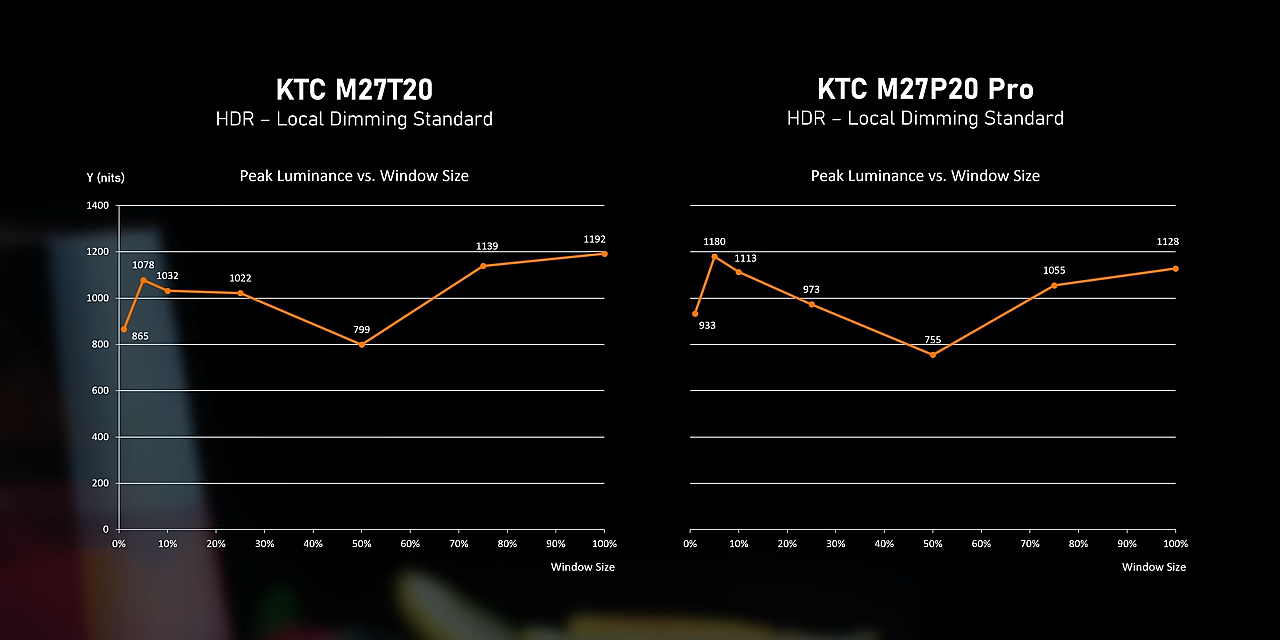 KTC M27T20
HDR – Local Dimming Standard
Y (nits)
Peak Luminance vs. Window Size
1400
1200
1000
800
600
400
200
0
865
1078
1032
1022
799
1139
1192
0% 10% 20% 30% 40% 50% 60% 70% 80% 90% 100%
Window Size
KTC M27P20 Pro
HDR – Local Dimming Standard
Peak Luminance vs. Window Size
933
1180
1113
973
755
1055
1128
0% 10% 20% 30% 40% 50% 60% 70% 80% 90% 100%
Window Size